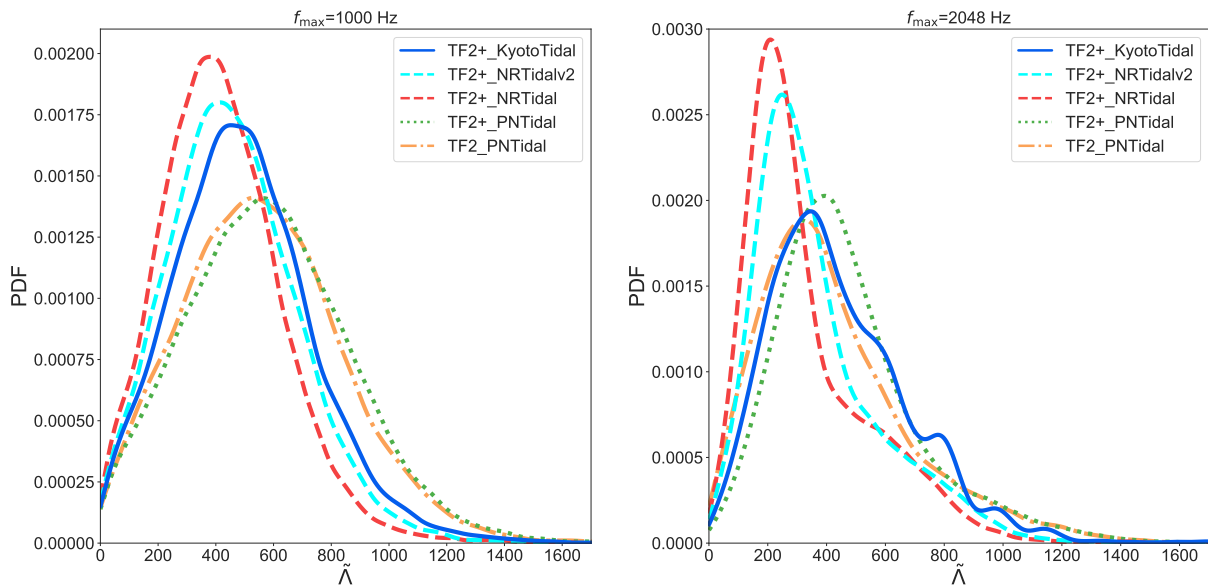 f_max=1000 Hz
0.00200
0.00175
0.00150
0.00125
0.00100
0.00075
0.00050
0.00025
0.00000
PDF
TF2+_KyotoTidal
TF2+_NRTidalv2
TF2+_NRTidal
TF2+_PNTidal
TF2_PNTidal
0 200 400 600 800 1000 1200 1400 1600
Λ̃
f_max=2048 Hz
0.0030
0.0025
0.0020
0.0015
0.0010
0.0005
0.0000
PDF
TF2+_KyotoTidal
TF2+_NRTidalv2
TF2+_NRTidal
TF2+_PNTidal
TF2_PNTidal
0 200 400 600 800 1000 1200 1400 1600
Λ̃